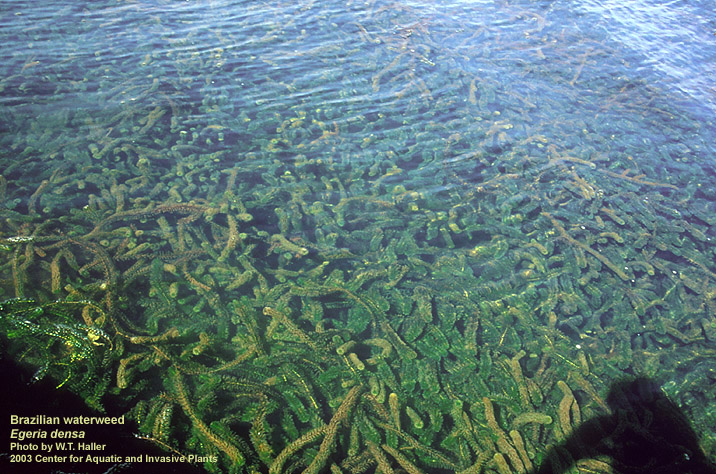 Brazilian waterweed
Egeria densa
Photo by W.T. Haller
2003 Center for Aquatic and Invasive Plants